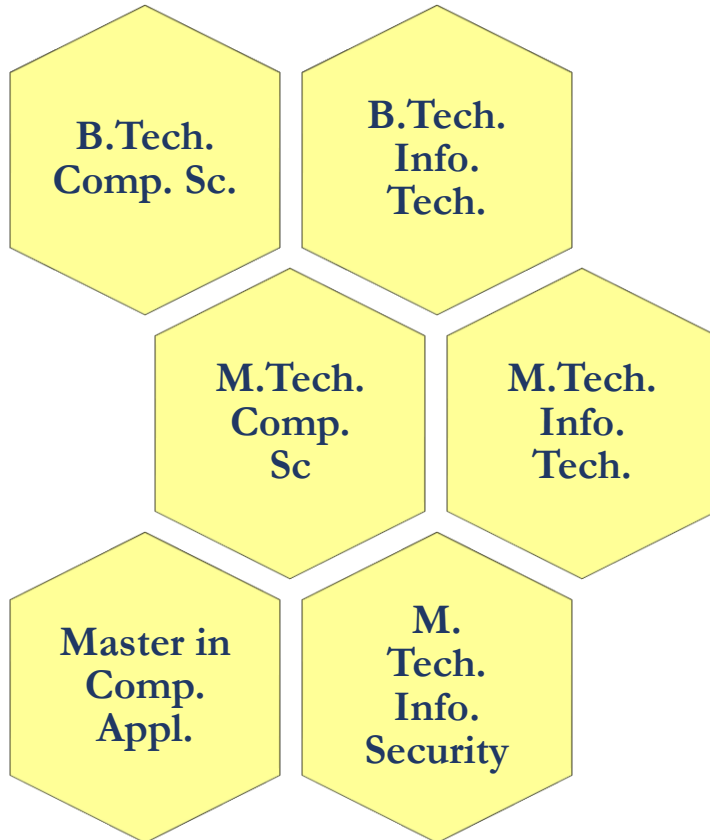 B.Tech.
Comp. Sc.
B.Tech.
Info.
Tech.
M.Tech.
Comp.
Sc
M.Tech.
Info.
Tech.
Master in
Comp.
Appl.
M.
Tech.
Info.
Security